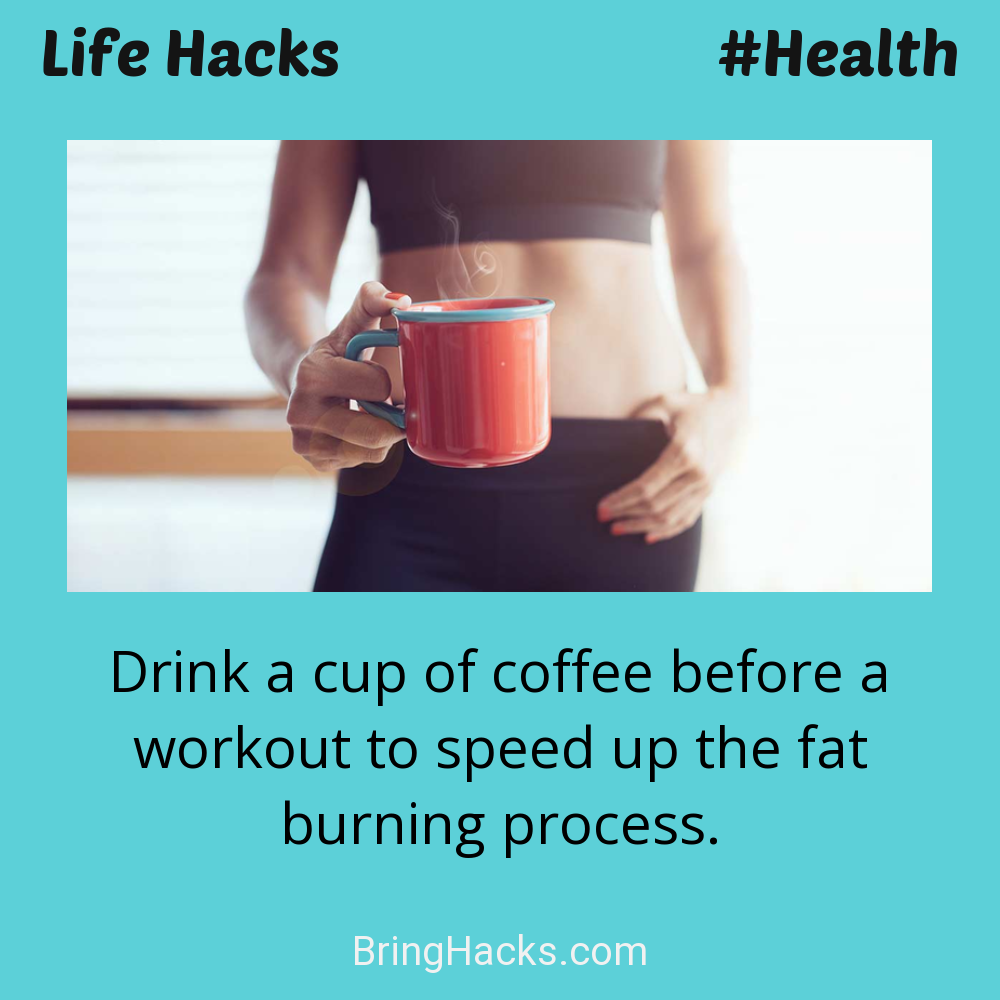 Life Hacks
#Health
Drink a cup of coffee before a
workout to speed up the fat
burning process.
BringHacks.com